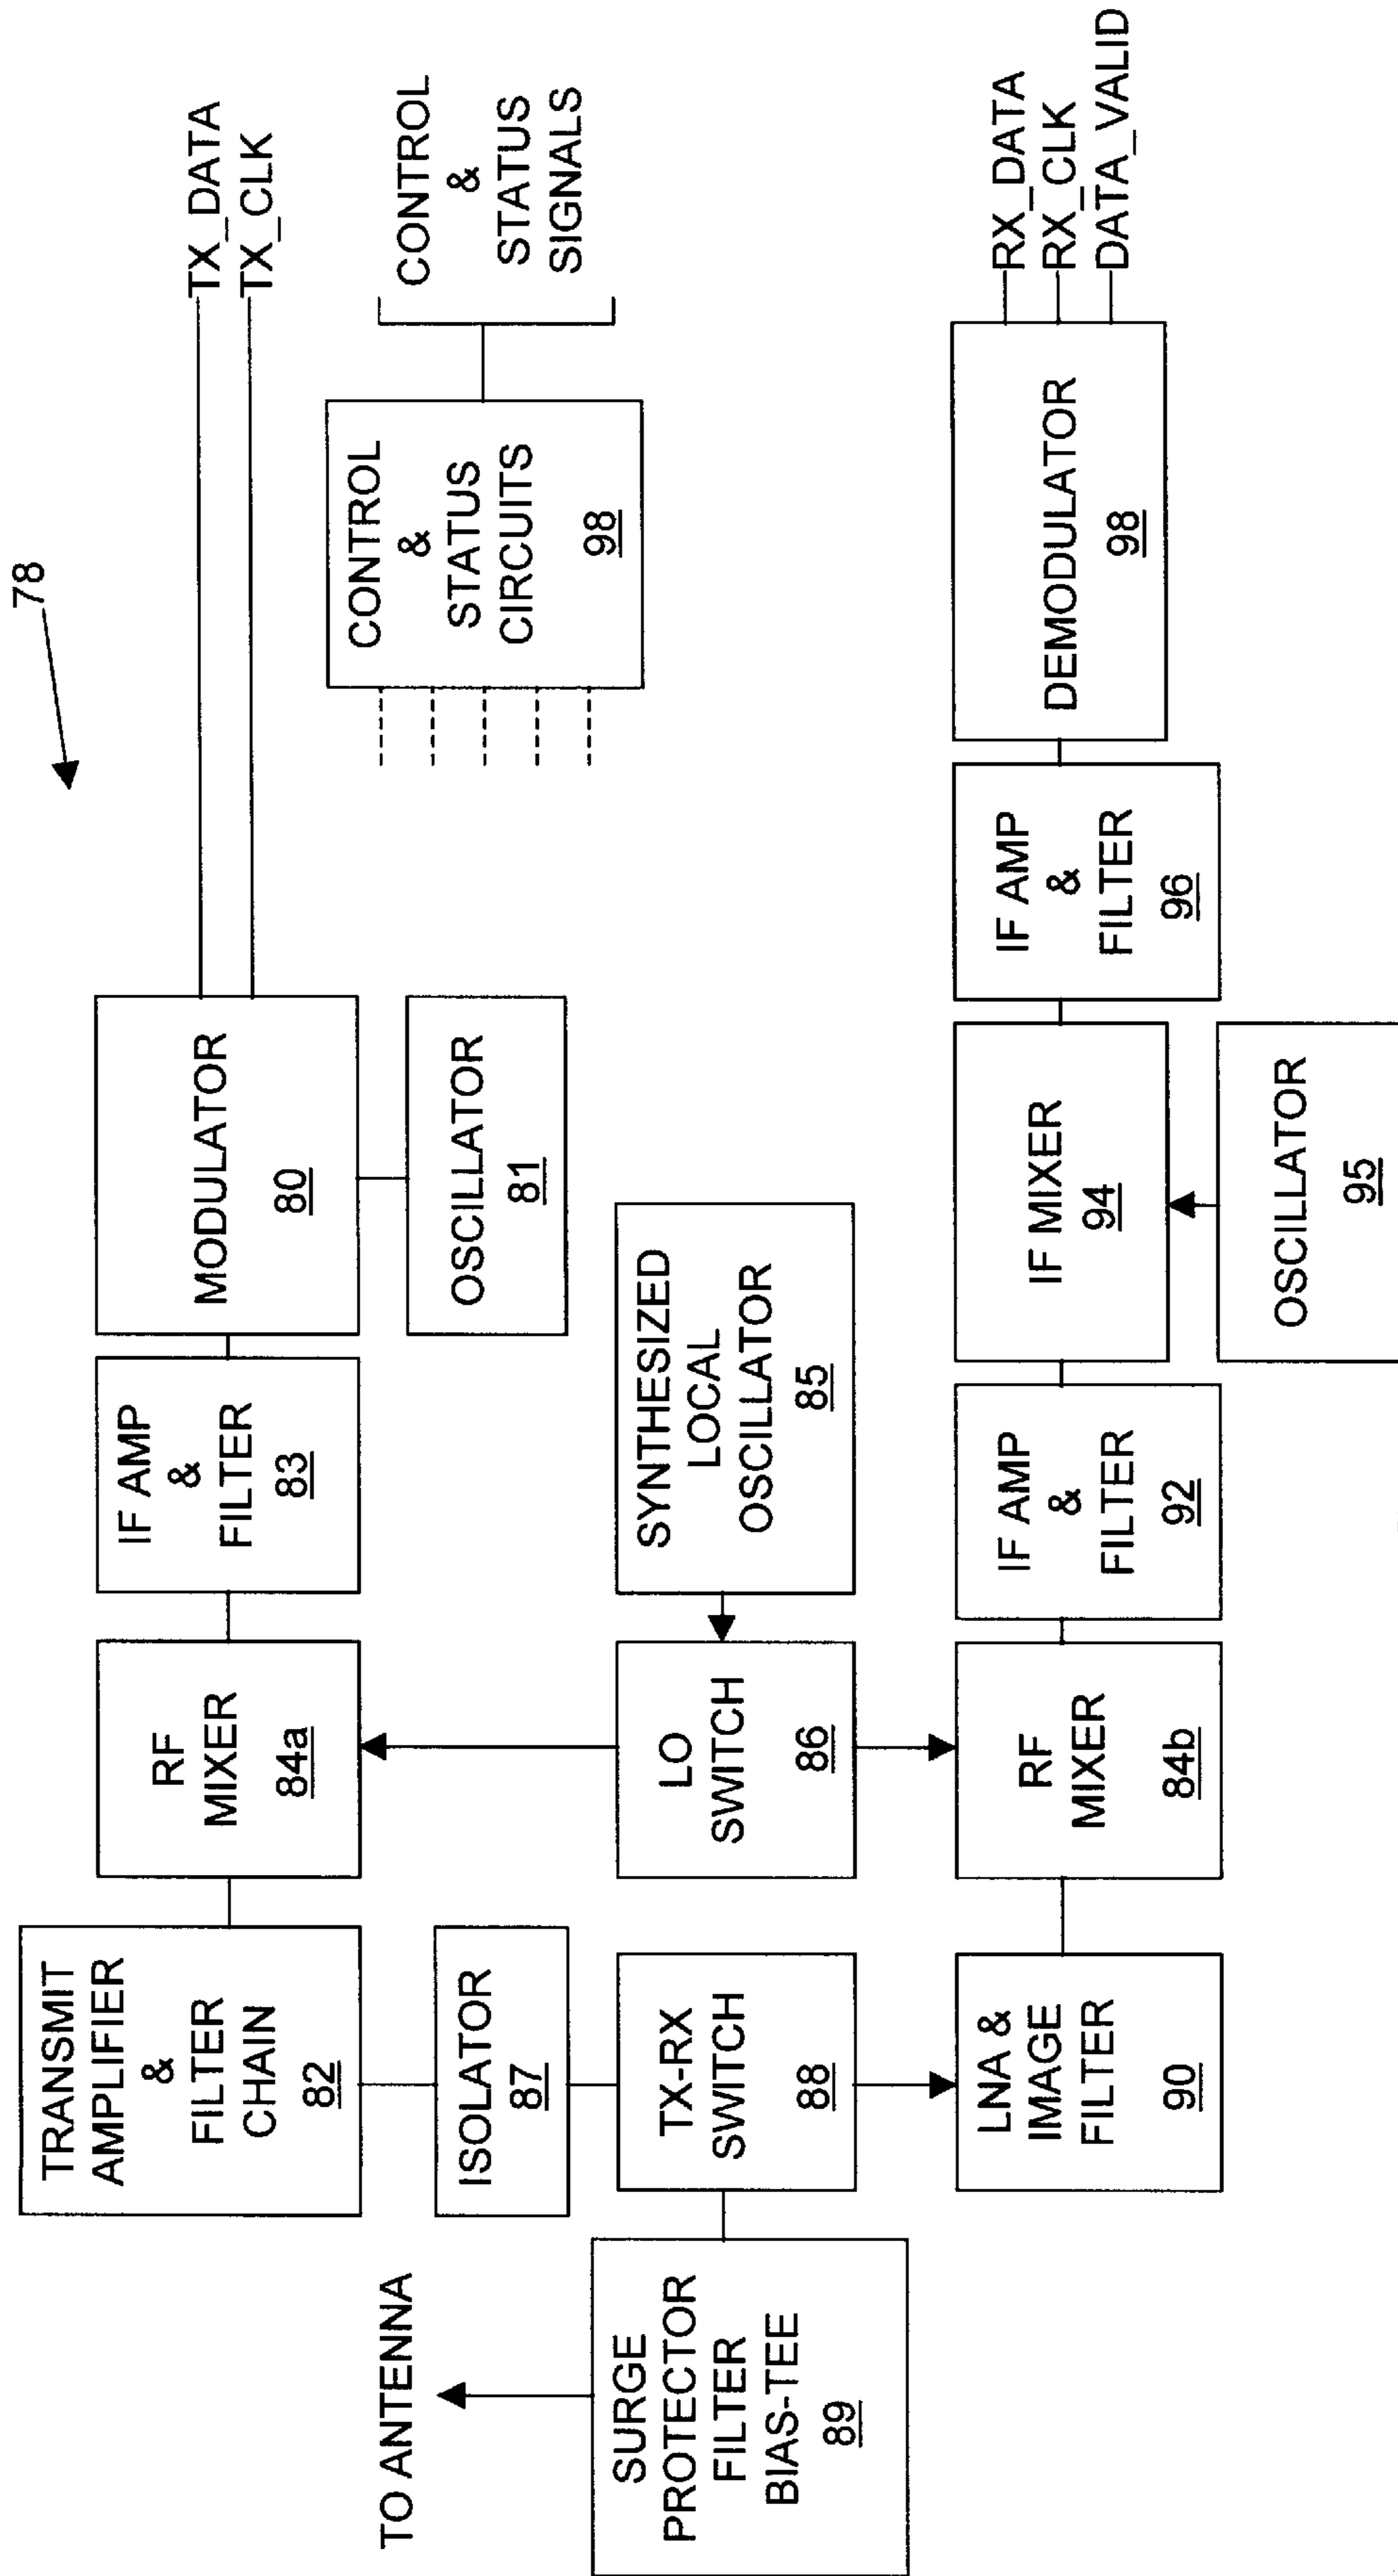 78
TX_DATA
TX_CLK
TRANSMIT
AMPLIFIER
&
FILTER
CHAIN
82
RF
MIXER
84a
IF AMP
&
FILTER
83
MODULATOR
80
CONTROL
&
STATUS
CIRCUITS
98
CONTROL
&
STATUS
SIGNALS
TO ANTENNA
ISOLATOR
87
OSCILLATOR
81
SURGE
PROTECTOR
FILTER
BIAS-TEE
89
TX-RX
SWITCH
88
LO
SWITCH
86
SYNTHESIZED
LOCAL
OSCILLATOR
85
LNA &
IMAGE
FILTER
90
RF
MIXER
84b
IF AMP
&
FILTER
92
IF MIXER
94
IF AMP
&
FILTER
96
DEMODULATOR
98
RX_DATA
RX_CLK
DATA_VALID
OSCILLATOR
95